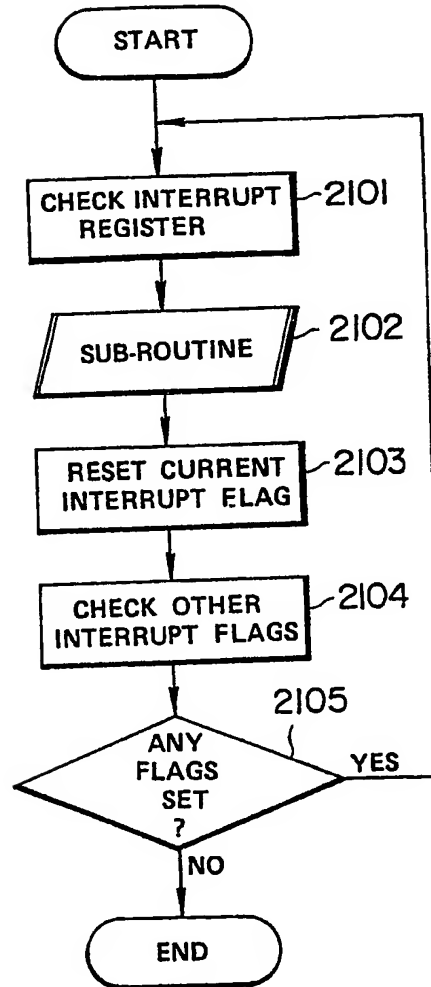 START
CHECK INTERRUPT
REGISTER
2101
SUB-ROUTINE
2102
RESET CURRENT
INTERRUPT FLAG
2103
CHECK OTHER
INTERRUPT FLAGS
2104
2105
ANY
FLAGS
SET
?
YES
NO
END